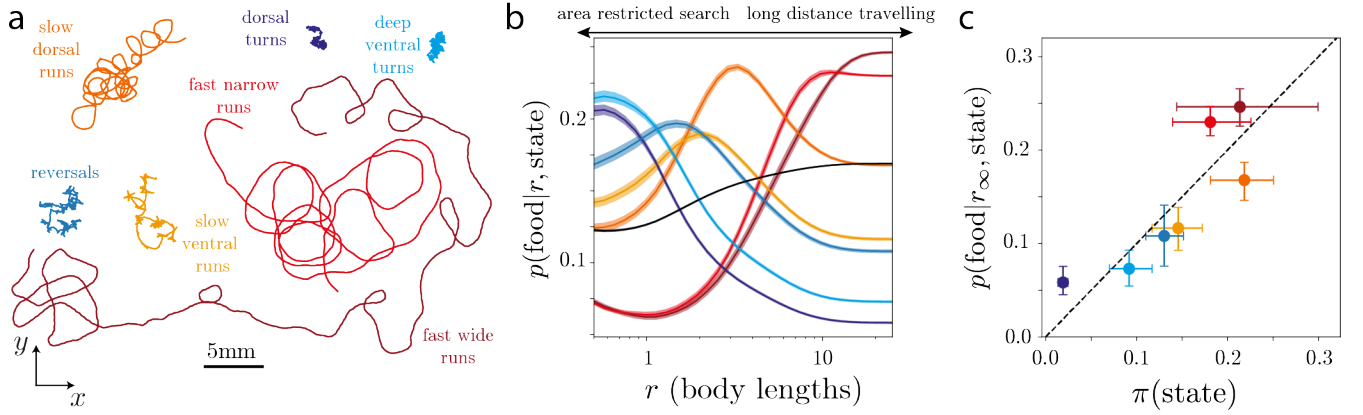 a
slow
dorsal
runs
dorsal
turns
deep
ventral
turns
fast narrow
runs
reversals
slow
ventral
runs
fast wide
runs
5mm
y
x
b
area restricted search long distance travelling
p(food|r, state)
0.2
0.1
1
10
r (body lengths)
c
p(food|r∞, state)
0.3
0.2
0.1
0.0
0.0
0.1
0.2
0.3
π(state)